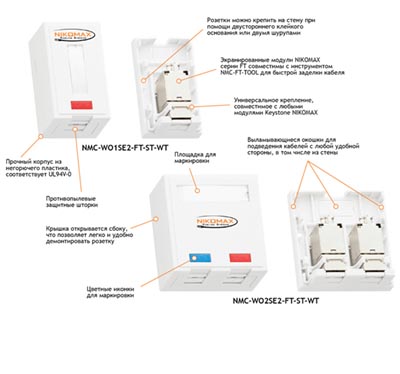 Розетки можно крепить на стену при
помощи двустороннего клейкого
основания или двумя шурупами
NIKOMAX
Экранированные модули NIKOMAX
серии FT совместимы с инструментом
NMC-FT-TOOL для быстрой заделки кабеля
Универсальное крепление,
совместимое с любыми
модулями Keystone NIKOMAX
NMC-WO1SE2-FT-ST-WT
Прочный корпус из
негорючего пластика,
соответствует UL94V-0
Площадка для
маркировки
Выламывающиеся окошки для
подведения кабелей с любой удобной
стороны, в том числе из стены
Противопылевые
защитные шторки
NIKOMAX
Крышка открывается сбоку,
что позволяет легко и удобно
демонтировать розетку
Цветные иконки
для маркировки
NMC-WO2SE2-FT-ST-WT